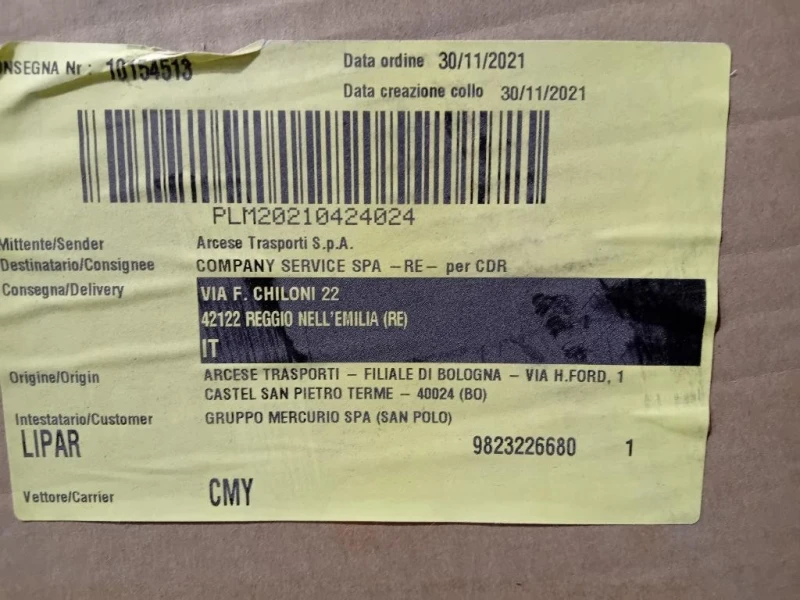 ONSEGNA Nr : 10154513 Data ordine 30/11/2021
Data creazione collo 30/11/2021
PLM20210424024
Mittente/Sender Arcese Trasporti S.p.A.
Destinatario/Consignee COMPANY SERVICE SPA -RE- per CDR
Consegna/Delivery VIA F. CHILONI 22
42122 REGGIO NELL'EMILIA (RE)
IT
Origine/Origin ARCESE TRASPORTI - FILIALE DI BOLOGNA - VIA H.FORD, 1
CASTEL SAN PIETRO TERME - 40024 (BO)
Intestatario/Customer GRUPPO MERCURIO SPA (SAN POLO)
LIPAR 9823226680 1
Vettore/Carrier CMY